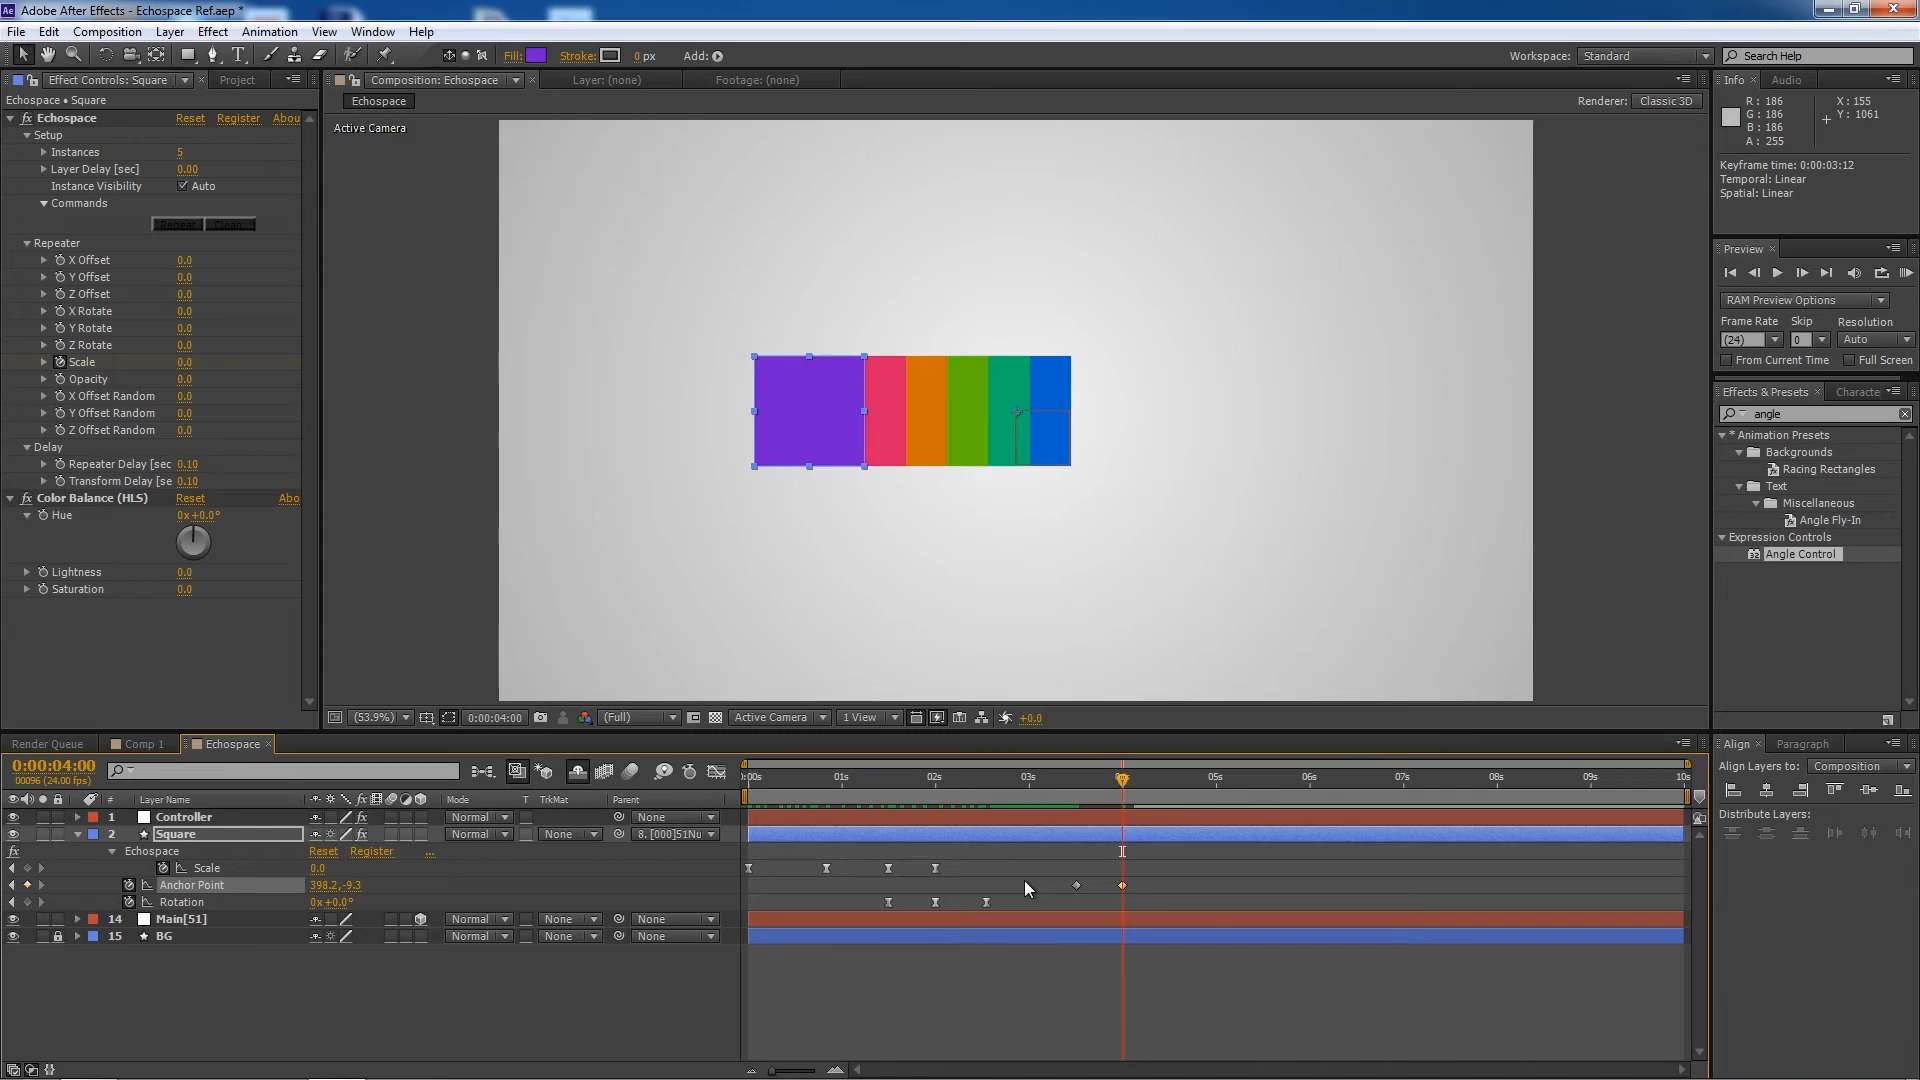 Adobe After Effects - Echospace Ref.aep *
File Edit Composition Layer Effect Animation View Window Help
Fill: Stroke: 0 px Add: Workspace: Standard Search Help
Effect Controls: Square Project
Composition: Echospace Layer: (none) Footage: (none)
Info Audio
Echospace • Square
Echospace
Renderer: Classic 3D
Active Camera
R: 186 X: 155
G: 186 Y: 1061
B: 186
A: 255
Keyframe time: 0:00:03:12
Temporal: Linear
Spatial: Linear
Echospace Reset Register Abou
Setup
Instances 5
Layer Delay [sec] 0.00
Instance Visibility Auto
Commands
Repeat Clean
Repeater
X Offset 0.0
Y Offset 0.0
Z Offset 0.0
X Rotate 0.0
Y Rotate 0.0
Z Rotate 0.0
Scale 0.0
Opacity 0.0
X Offset Random 0.0
Y Offset Random 0.0
Z Offset Random 0.0
Delay
Repeater Delay [sec 0.10
Transform Delay [se 0.10
Color Balance (HLS) Reset Abo
Hue 0x+0.0°
Lightness 0.0
Saturation 0.0
Preview
RAM Preview Options
Frame Rate Skip Resolution
(24) 0 Auto
From Current Time Full Screen
Effects & Presets Characte
angle
* Animation Presets
Backgrounds
Racing Rectangles
Text
Miscellaneous
Angle Fly-In
Expression Controls
32 Angle Control
(53.9%) 0:00:04:00 (Full) Active Camera 1 View +0.0
Render Queue Comp 1 Echospace
Align Paragraph
0:00:04:00
00096 (24.00 fps)
:00s 01s 02s 03s 05s 06s 07s 08s 09s 10s
# Layer Name Mode T TrkMat Parent
1 Controller Normal None
2 Square Normal None 8. [000]51Nu
Echospace Reset Register ...
Scale 0.0
Anchor Point 398.2,-9.3
Rotation 0x+0.0°
14 Main[51] Normal None None
15 BG Normal None None
Align Layers to: Composition
Distribute Layers: